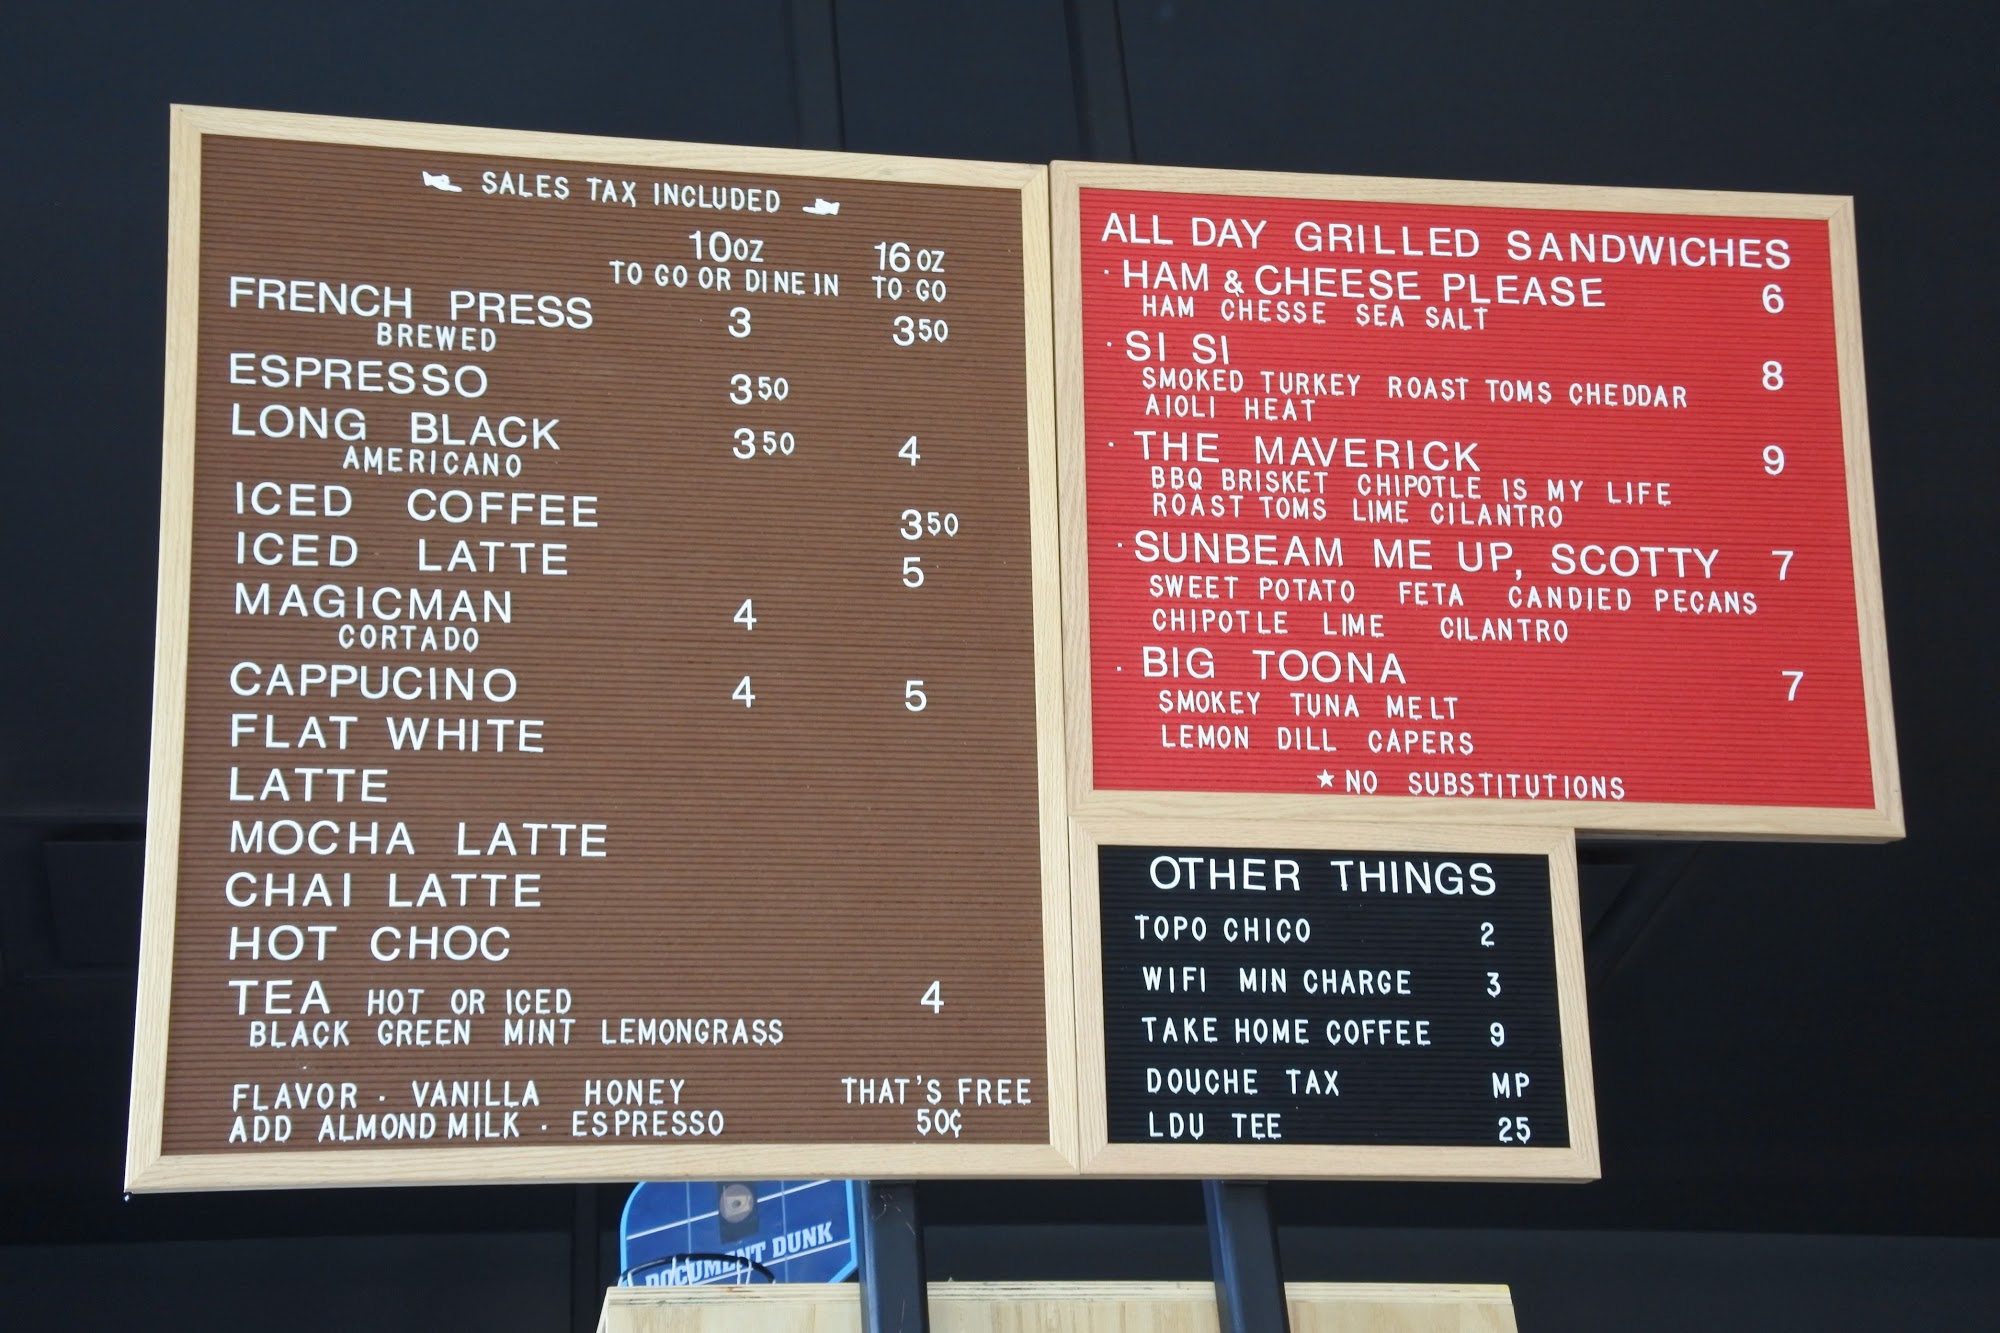 SALES TAX INCLUDED
10OZ 16OZ
TO GO OR DINE IN TO GO
FRENCH PRESS 3 350
BREWED
ESPRESSO 350
LONG BLACK 350 4
AMERICANO
ICED COFFEE 350
ICED LATTE 5
MAGICMAN 4
CORTADO
CAPPUCINO 4 5
FLAT WHITE
LATTE
MOCHA LATTE
CHAI LATTE
HOT CHOC
TEA HOT OR ICED 4
BLACK GREEN MINT LEMONGRASS
FLAVOR · VANILLA HONEY THAT'S FREE
ADD ALMOND MILK · ESPRESSO 50¢
ALL DAY GRILLED SANDWICHES
· HAM & CHEESE PLEASE 6
HAM CHESSE SEA SALT
· SI SI 8
SMOKED TURKEY ROAST TOMS CHEDDAR
AIOLI HEAT
· THE MAVERICK 9
BBQ BRISKET CHIPOTLE IS MY LIFE
ROAST TOMS LIME CILANTRO
· SUNBEAM ME UP, SCOTTY 7
SWEET POTATO FETA CANDIED PECANS
CHIPOTLE LIME CILANTRO
· BIG TOONA 7
SMOKEY TUNA MELT
LEMON DILL CAPERS
★ NO SUBSTITUTIONS
OTHER THINGS
TOPO CHICO 2
WIFI MIN CHARGE 3
TAKE HOME COFFEE 9
DOUCHE TAX MP
LDU TEE 25
DOCUMENT DUNK